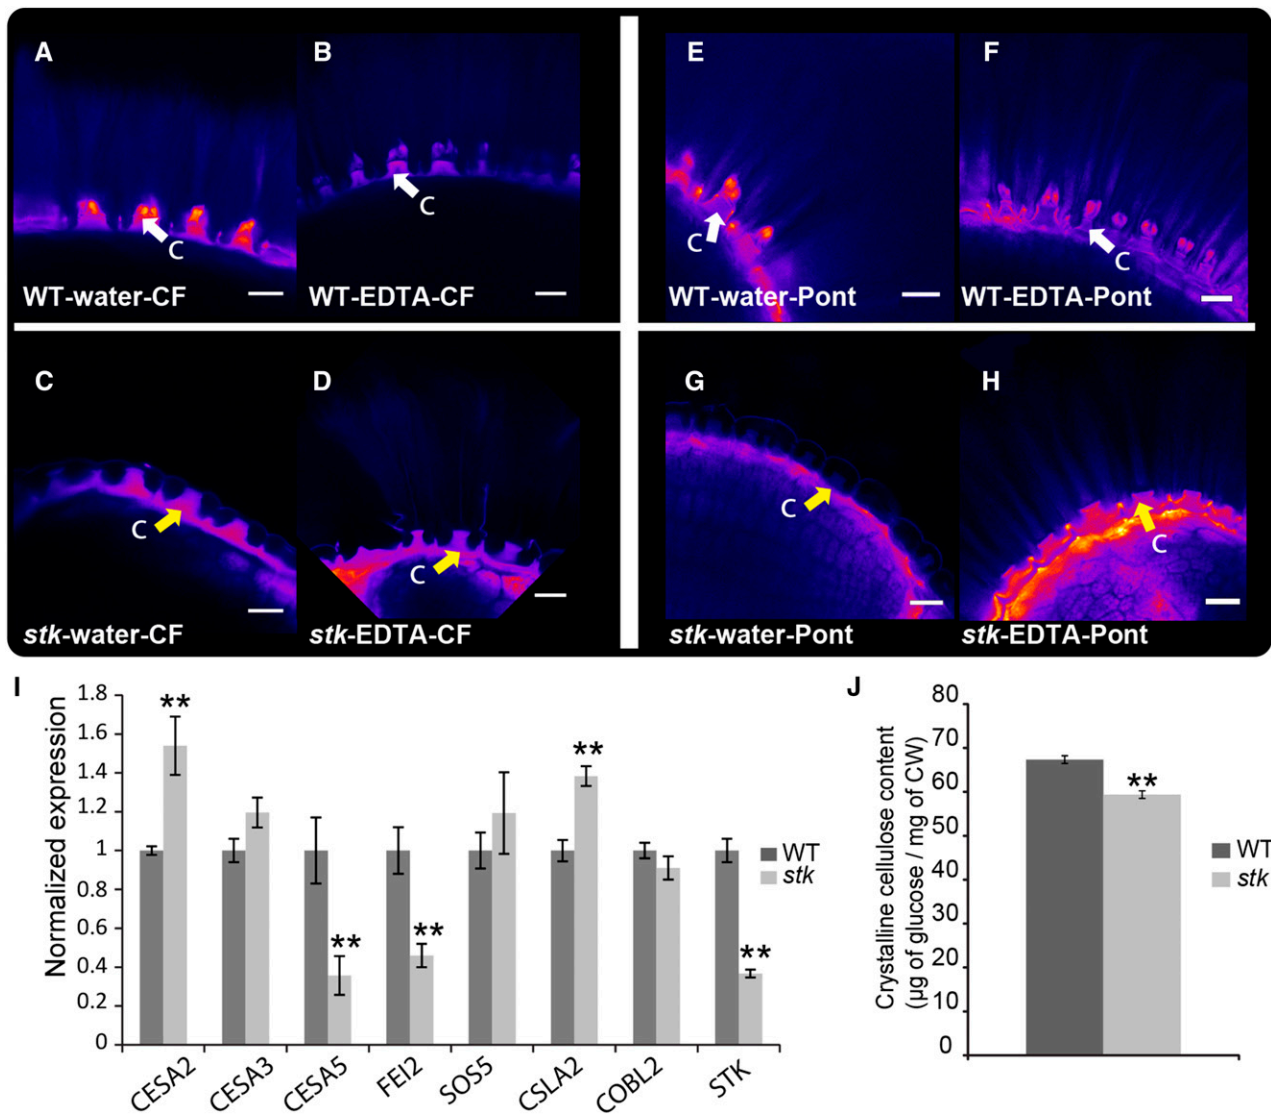 A
B
E
F
C
C
C
C
WT-water-CF
WT-EDTA-CF
WT-water-Pont
WT-EDTA-Pont
C
D
G
H
C
C
C
C
stk-water-CF
stk-EDTA-CF
stk-water-Pont
stk-EDTA-Pont
I
Normalized expression
1.8
1.6
1.4
1.2
1
0.8
0.6
0.4
0.2
0
**
**
**
**
**
WT
stk
CESA2
CESA3
CESA5
FEI2
SOS5
CSLA2
COBL2
STK
J
Crystalline cellulose content
(µg of glucose / mg of CW)
80
70
60
50
40
30
20
10
0
**
WT
stk